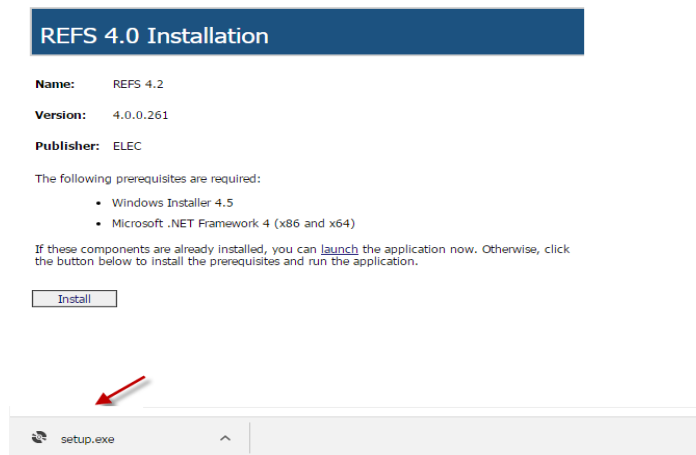 REFS 4.0 Installation
Name: REFS 4.2
Version: 4.0.0.261
Publisher: ELEC
The following prerequisites are required:
• Windows Installer 4.5
• Microsoft .NET Framework 4 (x86 and x64)
If these components are already installed, you can launch the application now. Otherwise, click
the button below to install the prerequisites and run the application.
Install
setup.exe